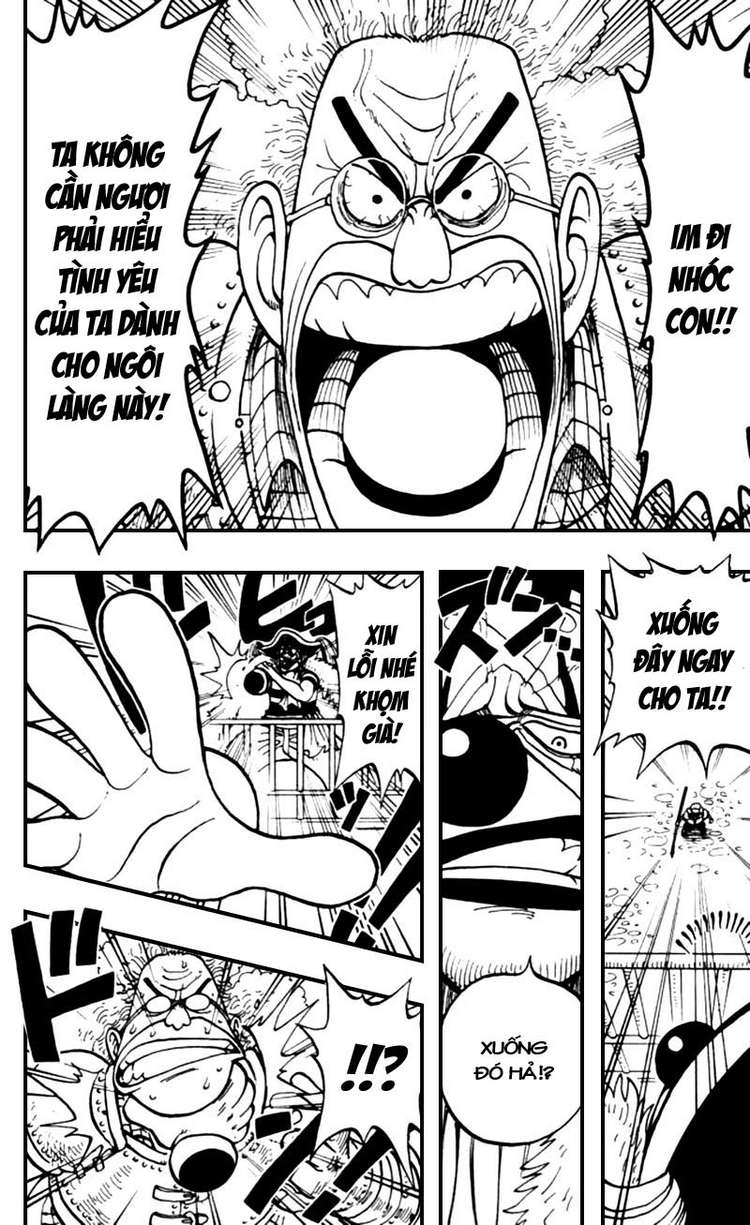 IM ĐI
NHÓC
CON!!
TA KHÔNG
CẦN NGƯƠI
PHẢI HIỂU
TÌNH YÊU
CỦA TA DÀNH
CHO NGÔI
LÀNG NÀY!
XUỐNG
ĐÂY NGAY
CHO TA!!
XUỐNG
ĐÓ HẢ!?
XIN
LỖI NHÉ
KHỌM
GIÀ!
!!?